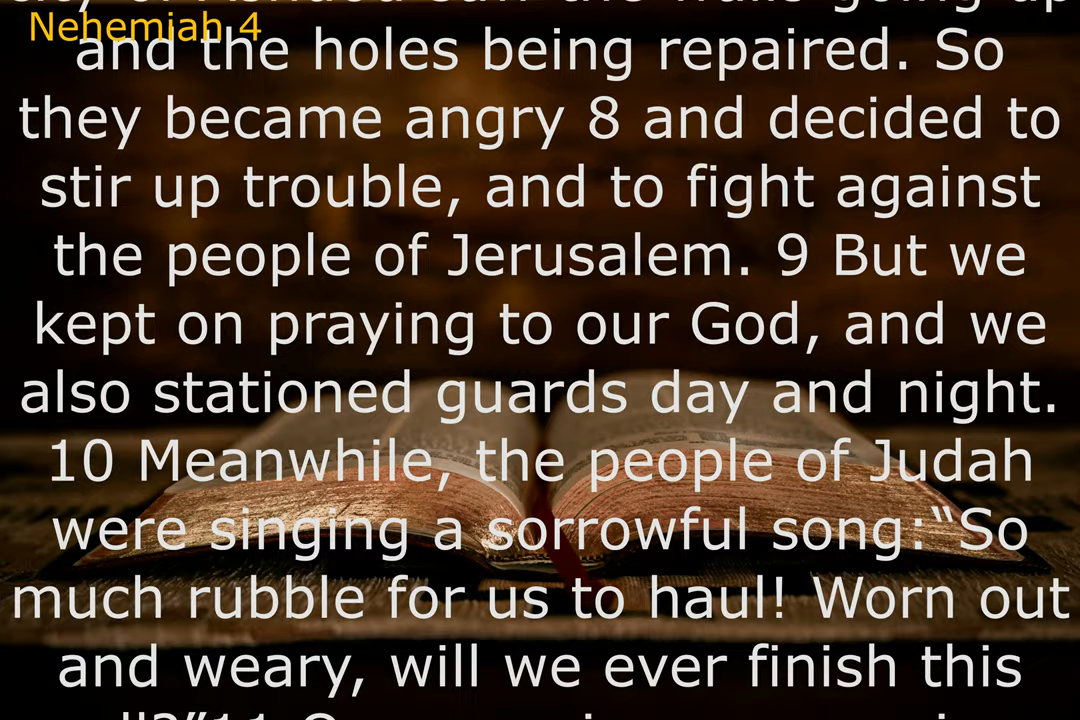 Nehemiah 4
and the holes being repaired. So
they became angry 8 and decided to
stir up trouble, and to fight against
the people of Jerusalem. 9 But we
kept on praying to our God, and we
also stationed guards day and night.
10 Meanwhile, the people of Judah
were singing a sorrowful song:“So
much rubble for us to haul! Worn out
and weary, will we ever finish this